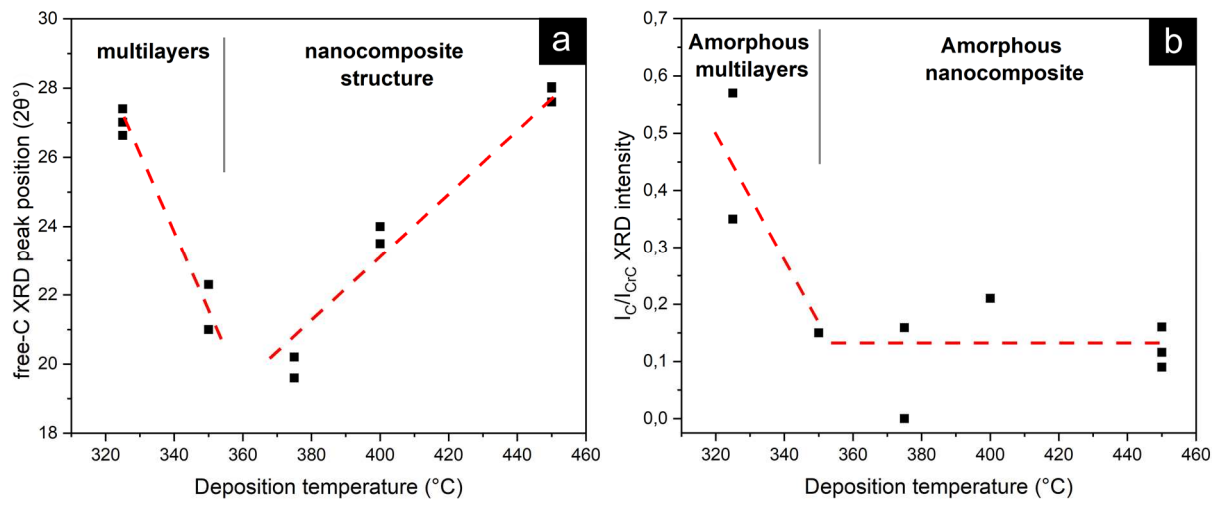 a
multilayers
nanocomposite
structure
free-C XRD peak position (2θ°)
30
28
26
24
22
20
18
320 340 360 380 400 420 440 460
Deposition temperature (°C)
b
Amorphous
multilayers
Amorphous
nanocomposite
I_C/I_CrC XRD intensity
0,7
0,6
0,5
0,4
0,3
0,2
0,1
0,0
320 340 360 380 400 420 440 460
Deposition temperature (°C)